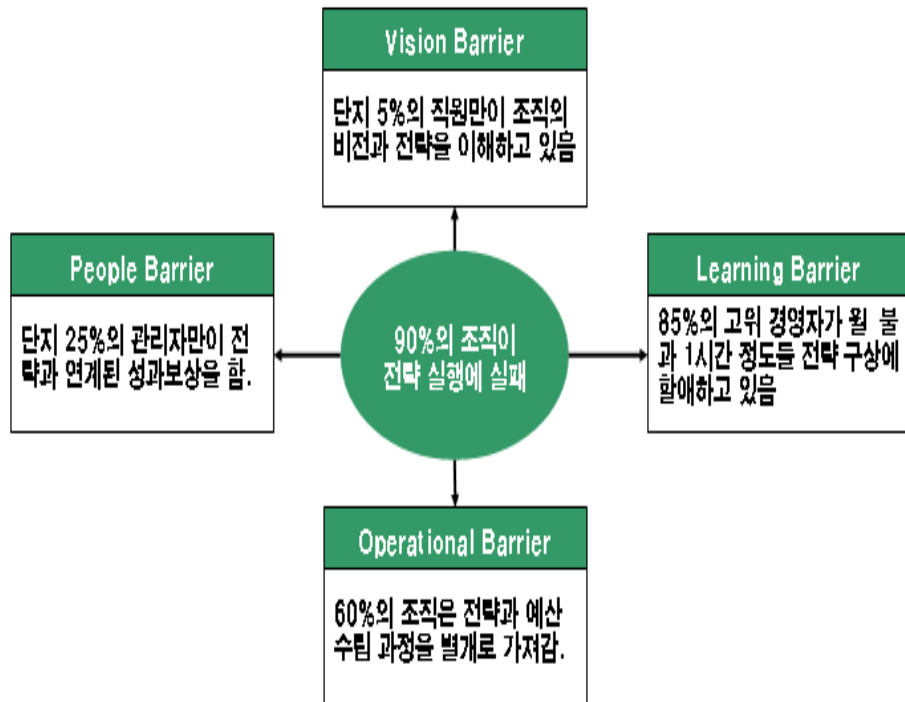 Vision Barrier
단지 5%의 직원만이 조직의
비전과 전략을 이해하고 있음
People Barrier
단지 25%의 관리자만이 전
략과 연계된 성과보상을 함.
90%의 조직이
전략 실행에 실패
Learning Barrier
85%의 고위 경영자가 월 불
과 1시간 정도들 전략 구상에
할애하고 있음
Operational Barrier
60%의 조직은 전략과 예산
수립 과정을 별개로 가져감.